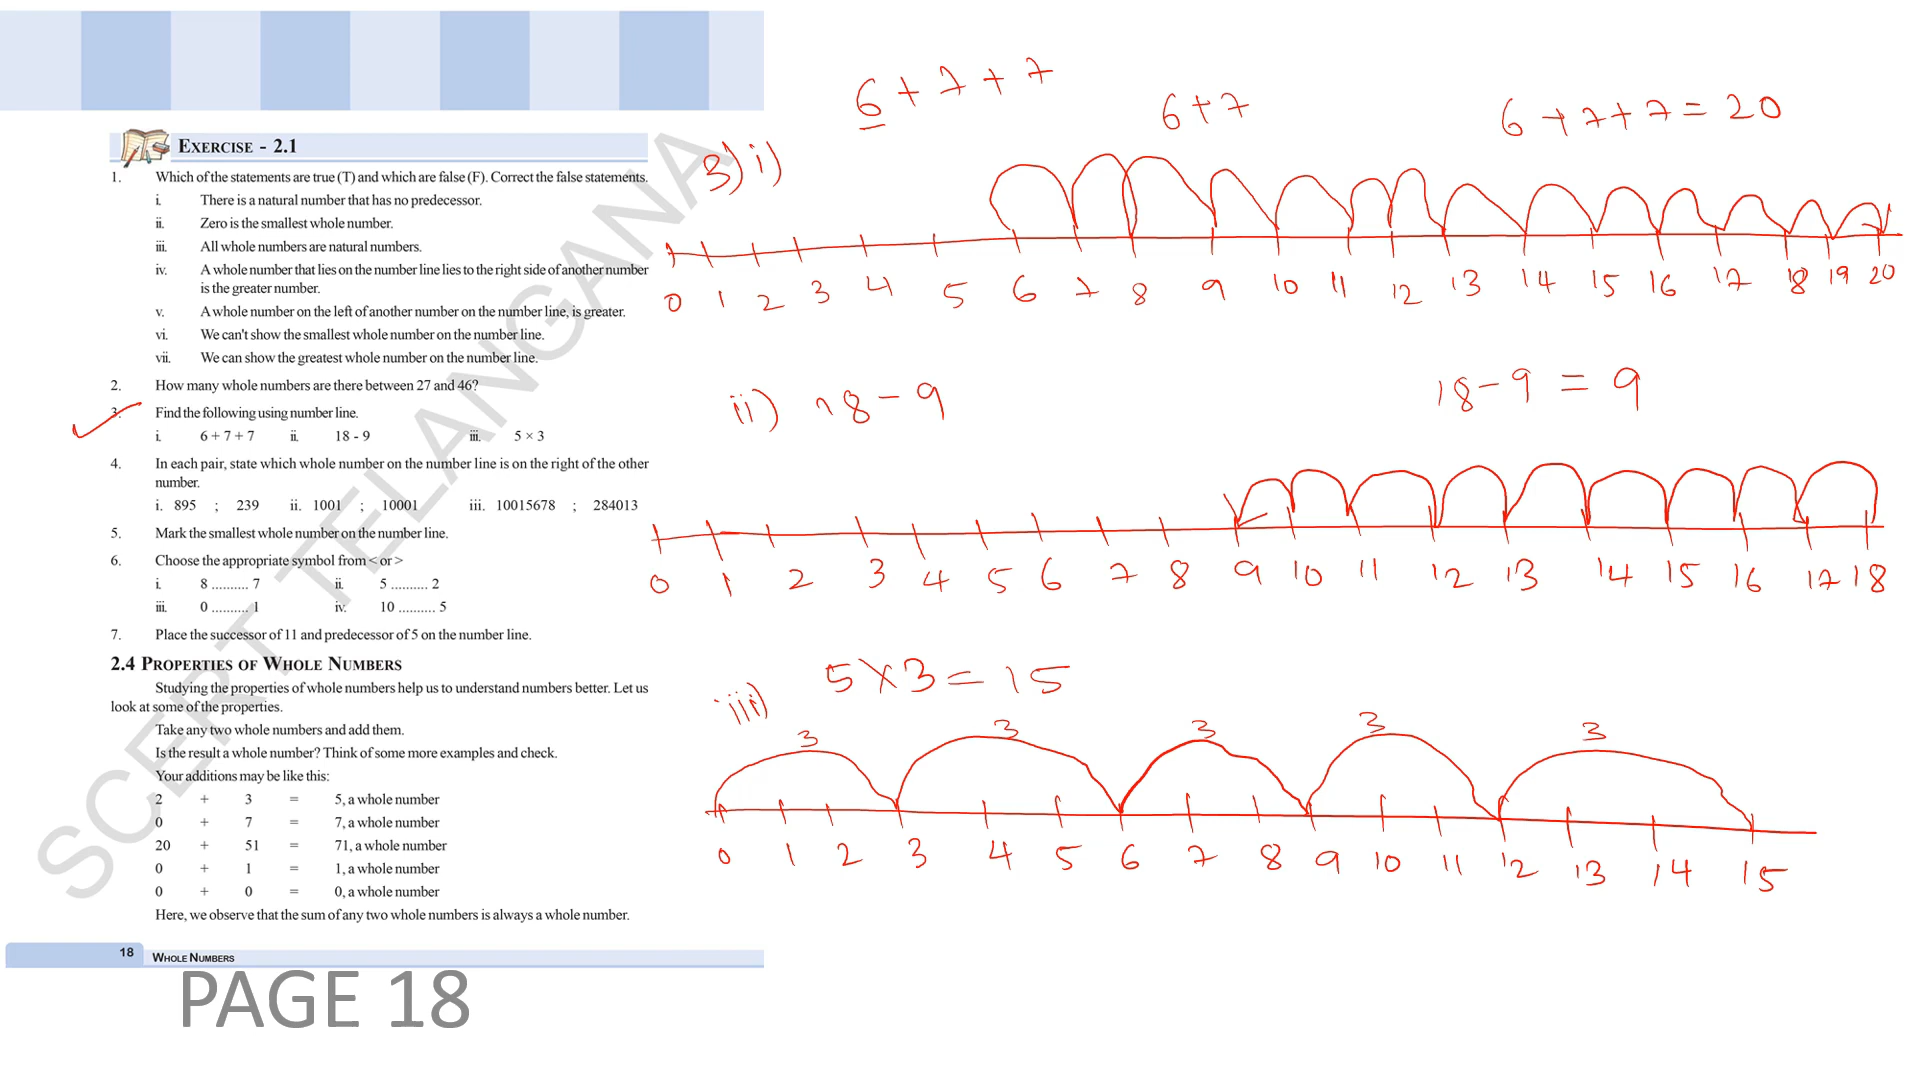 EXERCISE - 2.1
1. Which of the statements are true (T) and which are false (F). Correct the false statements.
i. There is a natural number that has no predecessor.
ii. Zero is the smallest whole number.
iii. All whole numbers are natural numbers.
iv. A whole number that lies on the number line lies to the right side of another number
is the greater number.
v. A whole number on the left of another number on the number line, is greater.
vi. We can't show the smallest whole number on the number line.
vii. We can show the greatest whole number on the number line.
2. How many whole numbers are there between 27 and 46?
3. Find the following using number line.
i. 6 + 7 + 7 ii. 18 - 9 iii. 5 × 3
4. In each pair, state which whole number on the number line is on the right of the other
number.
i. 895 ; 239 ii. 1001 ; 10001 iii. 10015678 ; 284013
5. Mark the smallest whole number on the number line.
6. Choose the appropriate symbol from < or >
i. 8 .......... 7 ii. 5 .......... 2
iii. 0 .......... 1 iv. 10 .......... 5
7. Place the successor of 11 and predecessor of 5 on the number line.
2.4 PROPERTIES OF WHOLE NUMBERS
Studying the properties of whole numbers help us to understand numbers better. Let us
look at some of the properties.
Take any two whole numbers and add them.
Is the result a whole number? Think of some more examples and check.
Your additions may be like this:
2 + 3 = 5, a whole number
0 + 7 = 7, a whole number
20 + 51 = 71, a whole number
0 + 1 = 1, a whole number
0 + 0 = 0, a whole number
Here, we observe that the sum of any two whole numbers is always a whole number.
18 WHOLE NUMBERS
PAGE 18
SCERT TELANGANA
6 + 7 + 7
6 + 7
6 + 7 + 7 = 20
3) i)
0 1 2 3 4 5 6 7 8 9 10 11 12 13 14 15 16 17 18 19 20
ii) 18 - 9
18 - 9 = 9
0 1 2 3 4 5 6 7 8 9 10 11 12 13 14 15 16 17 18
iii) 5 × 3 = 15
3 3 3 3 3
0 1 2 3 4 5 6 7 8 9 10 11 12 13 14 15